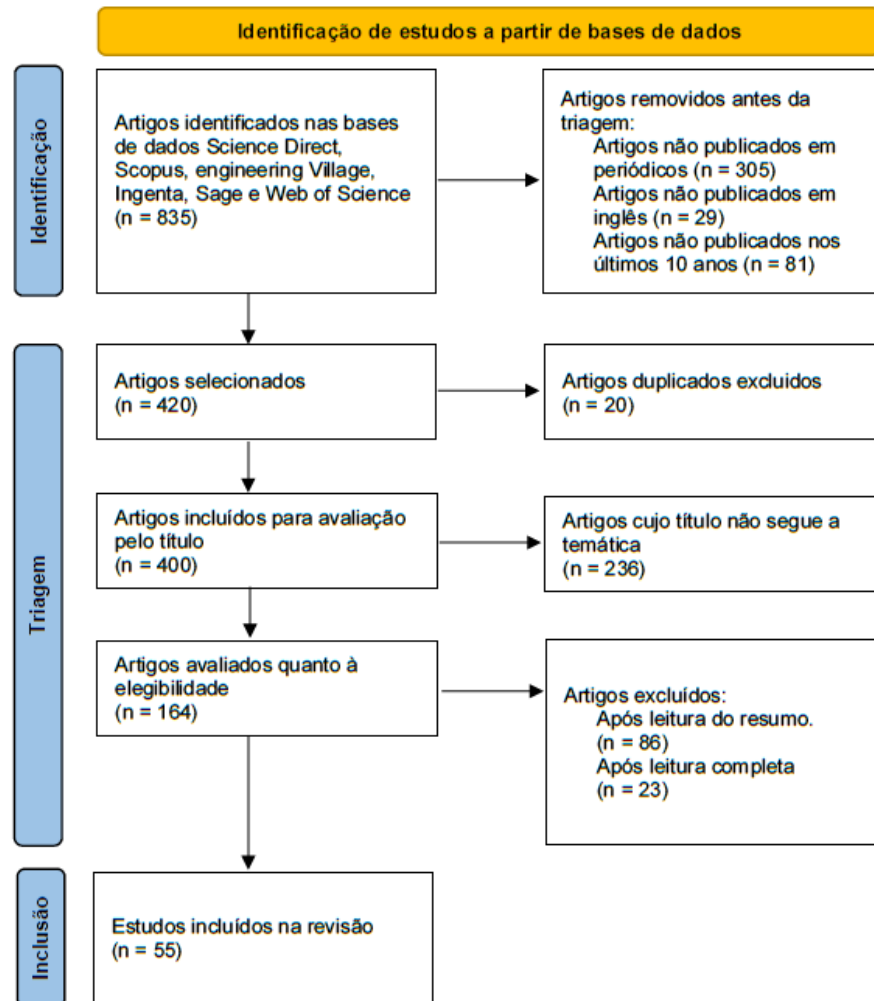 Identificação de estudos a partir de bases de dados
Identificação
Artigos identificados nas bases
de dados Science Direct,
Scopus, engineering Village,
Ingenta, Sage e Web of Science
(n = 835)
Artigos removidos antes da
triagem:
Artigos não publicados em
periódicos (n = 305)
Artigos não publicados em
inglês (n = 29)
Artigos não publicados nos
últimos 10 anos (n = 81)
Triagem
Artigos selecionados
(n = 420)
Artigos duplicados excluidos
(n = 20)
Artigos incluídos para avaliação
pelo título
(n = 400)
Artigos cujo título não segue a
temática
(n = 236)
Artigos avaliados quanto à
elegibilidade
(n = 164)
Artigos excluídos:
Após leitura do resumo.
(n = 86)
Após leitura completa
(n = 23)
Inclusão
Estudos incluídos na revisão
(n = 55)